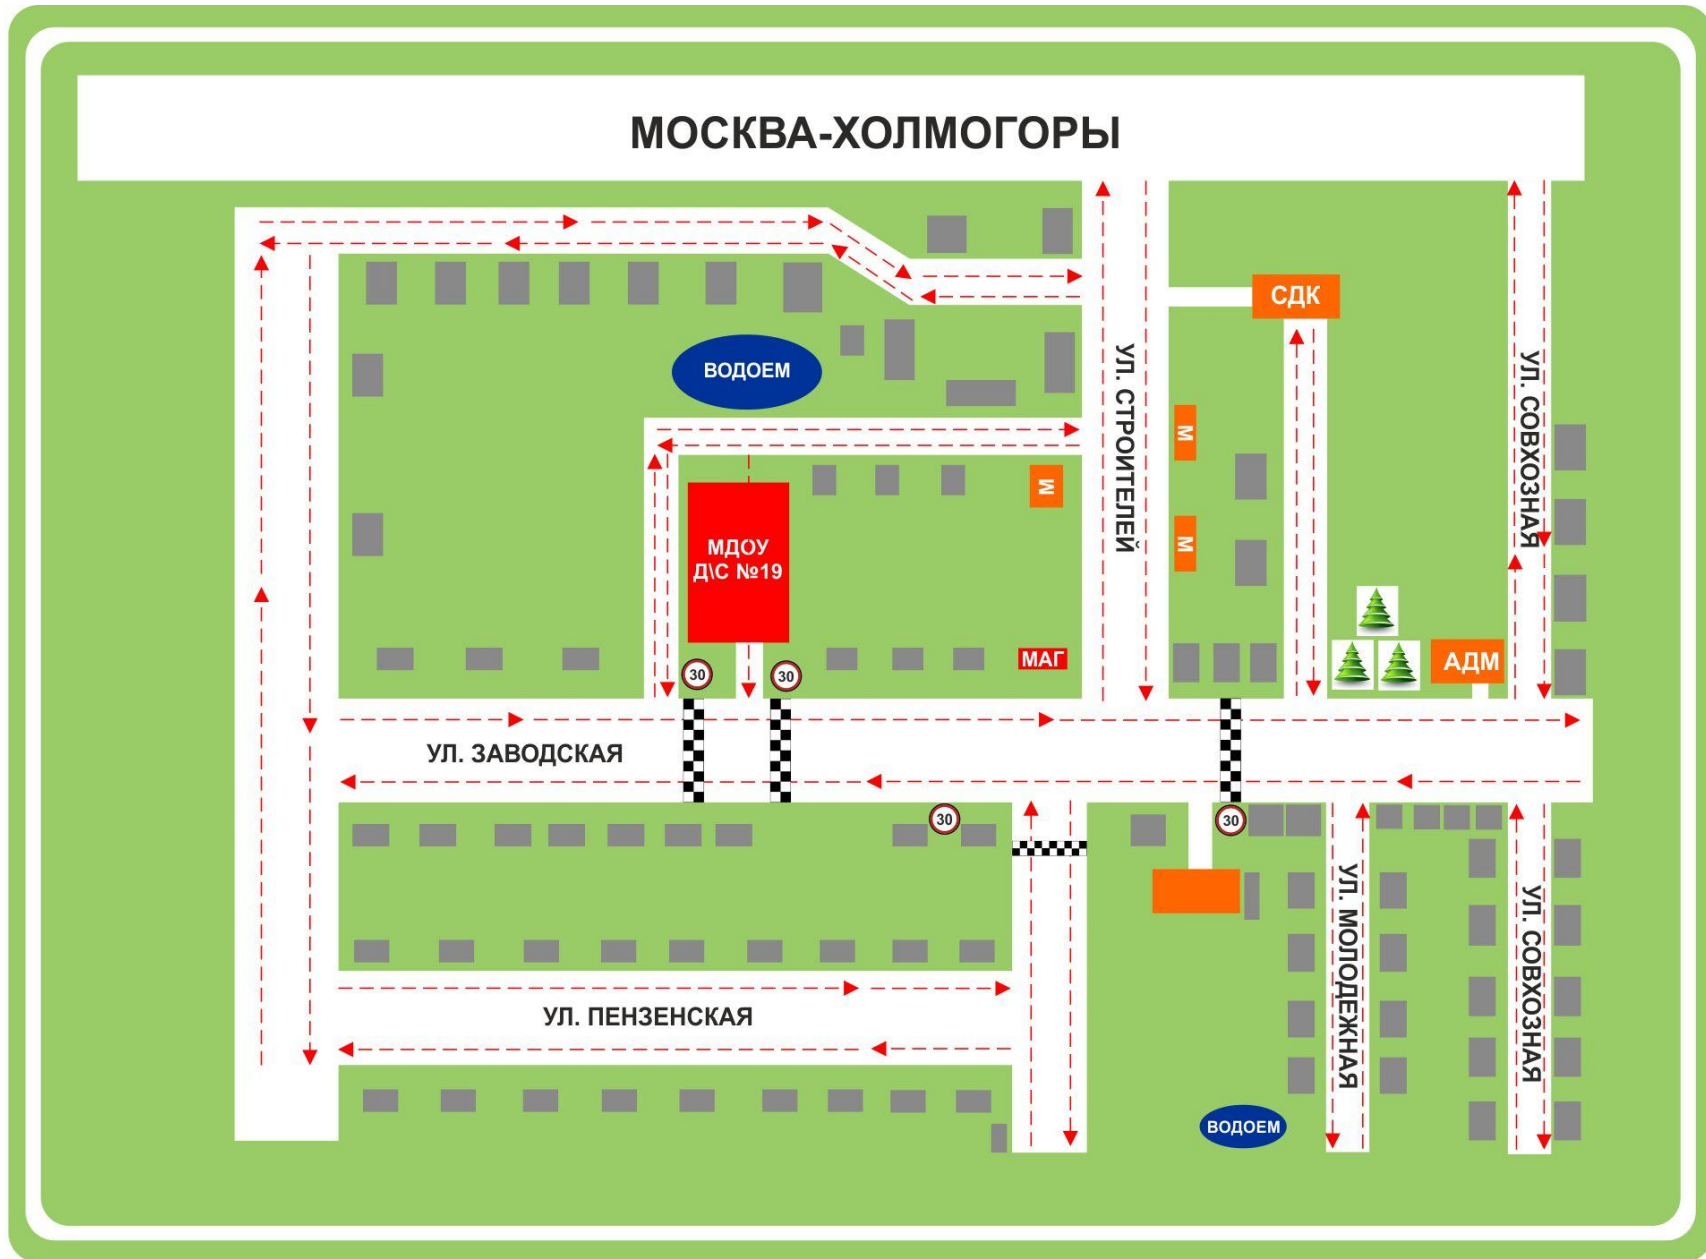 МОСКВА-ХОЛМОГОРЫ
СДК
ВОДОЕМ
УЛ. СТРОИТЕЛЕЙ
УЛ. СОВХОЗНАЯ
М
М
М
МДОУ
Д\С №19
МАГ
АДМ
30
30
УЛ. ЗАВОДСКАЯ
30
30
УЛ. МОЛОДЕЖНАЯ
УЛ. СОВХОЗНАЯ
УЛ. ПЕНЗЕНСКАЯ
ВОДОЕМ